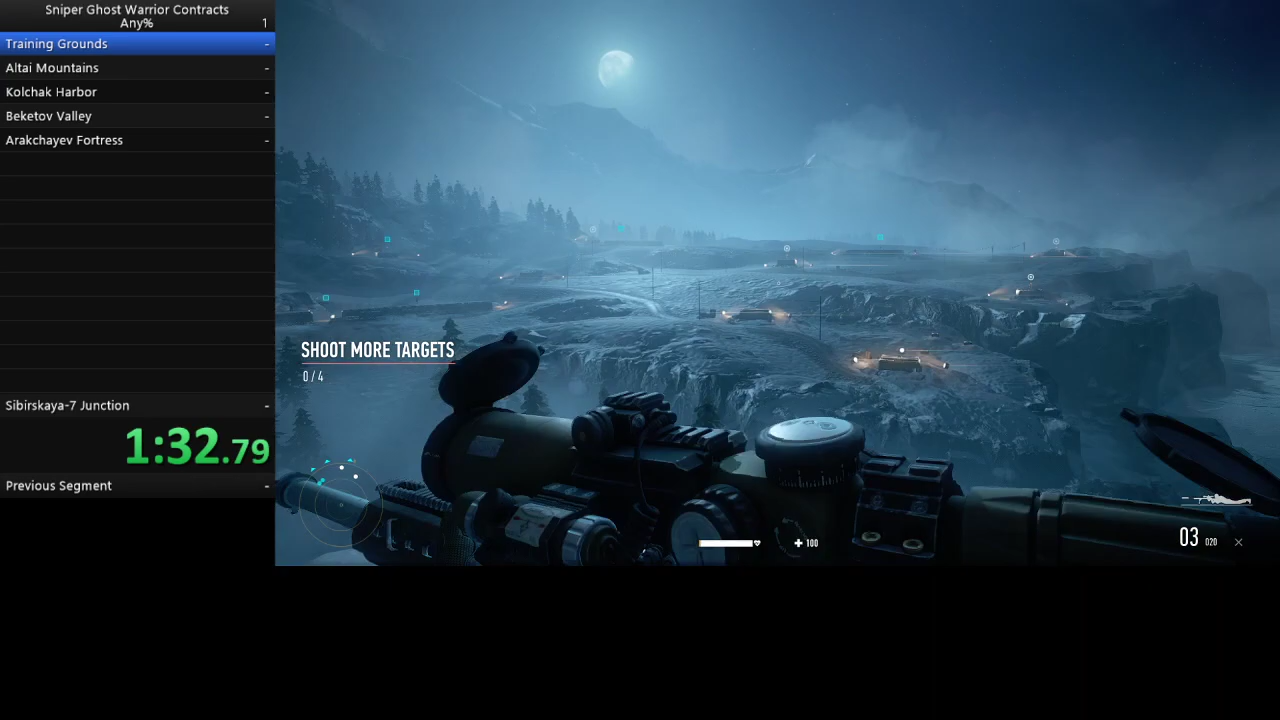 Sniper Ghost Warrior Contracts
Any% 1
Training Grounds -
Altai Mountains -
Kolchak Harbor -
Beketov Valley -
Arakchayev Fortress -
Sibirskaya-7 Junction -
1:32.79
Previous Segment -
SHOOT MORE TARGETS
0 / 4
100
03 020